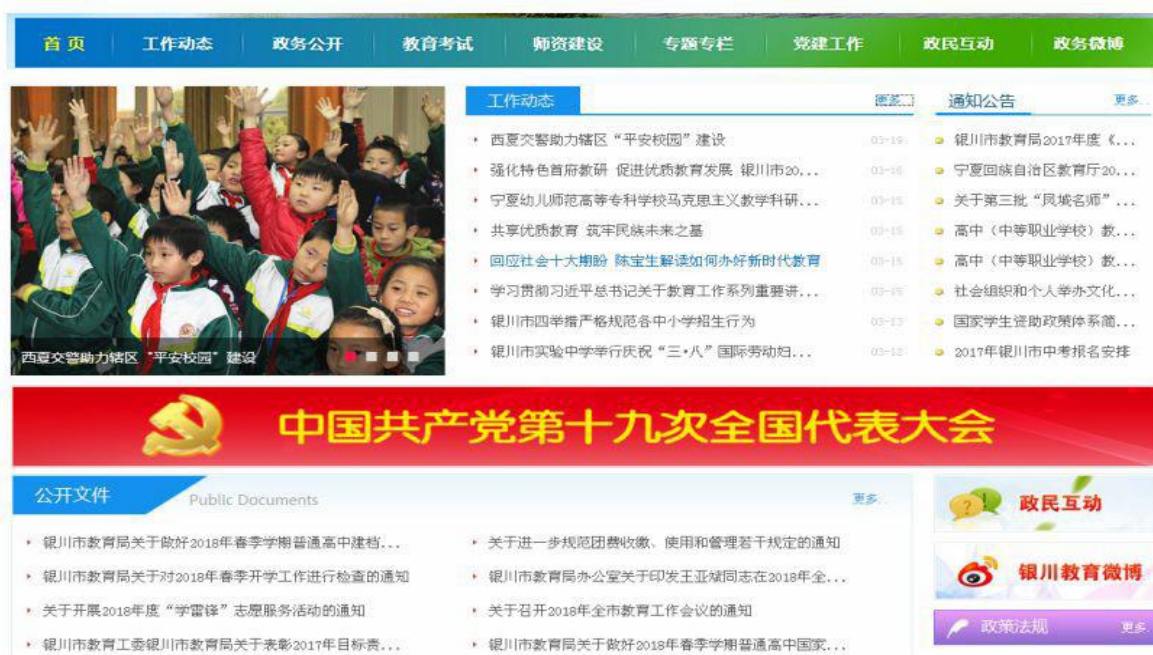 首页 工作动态 政务公开 教育考试 师资建设 专题专栏 党建工作 政民互动 政务微博
工作动态 更多..
西夏交警助力辖区“平安校园”建设 03-19
强化特色首府教研 促进优质教育发展 银川市20... 03-16
宁夏幼儿师范高等专科学校马克思主义教学科研... 03-15
共享优质教育 筑牢民族未来之基 03-15
回应社会十大期盼 陈宝生解读如何办好新时代教育 03-15
学习贯彻习近平总书记关于教育工作系列重要讲... 03-15
银川市四举措严格规范各中小学招生行为 03-13
银川市实验中学举行庆祝“三·八”国际劳动妇... 03-12
西夏交警助力辖区“平安校园”建设
通知公告 更多..
银川市教育局2017年度《...
宁夏回族自治区教育厅20...
关于第三批“凤城名师”...
高中（中等职业学校）教...
高中（中等职业学校）教...
社会组织和个人举办文化...
国家学生资助政策体系简...
2017年银川市中考报名安排
中国共产党第十九次全国代表大会
公开文件 Public Documents 更多..
银川市教育局关于做好2018年春季学期普通高中建档...
银川市教育局关于对2018年春季开学工作进行检查的通知
关于开展2018年度“学雷锋”志愿服务活动的通知
银川市教育工委银川市教育局关于表彰2017年目标责...
关于进一步规范团费收缴、使用和管理若干规定的通知
银川市教育局办公室关于印发王亚斌同志在2018年全...
关于召开2018年全市教育工作会议的通知
银川市教育局关于做好2018年春季学期普通高中国家...
政民互动
银川教育微博
政策法规 更多.